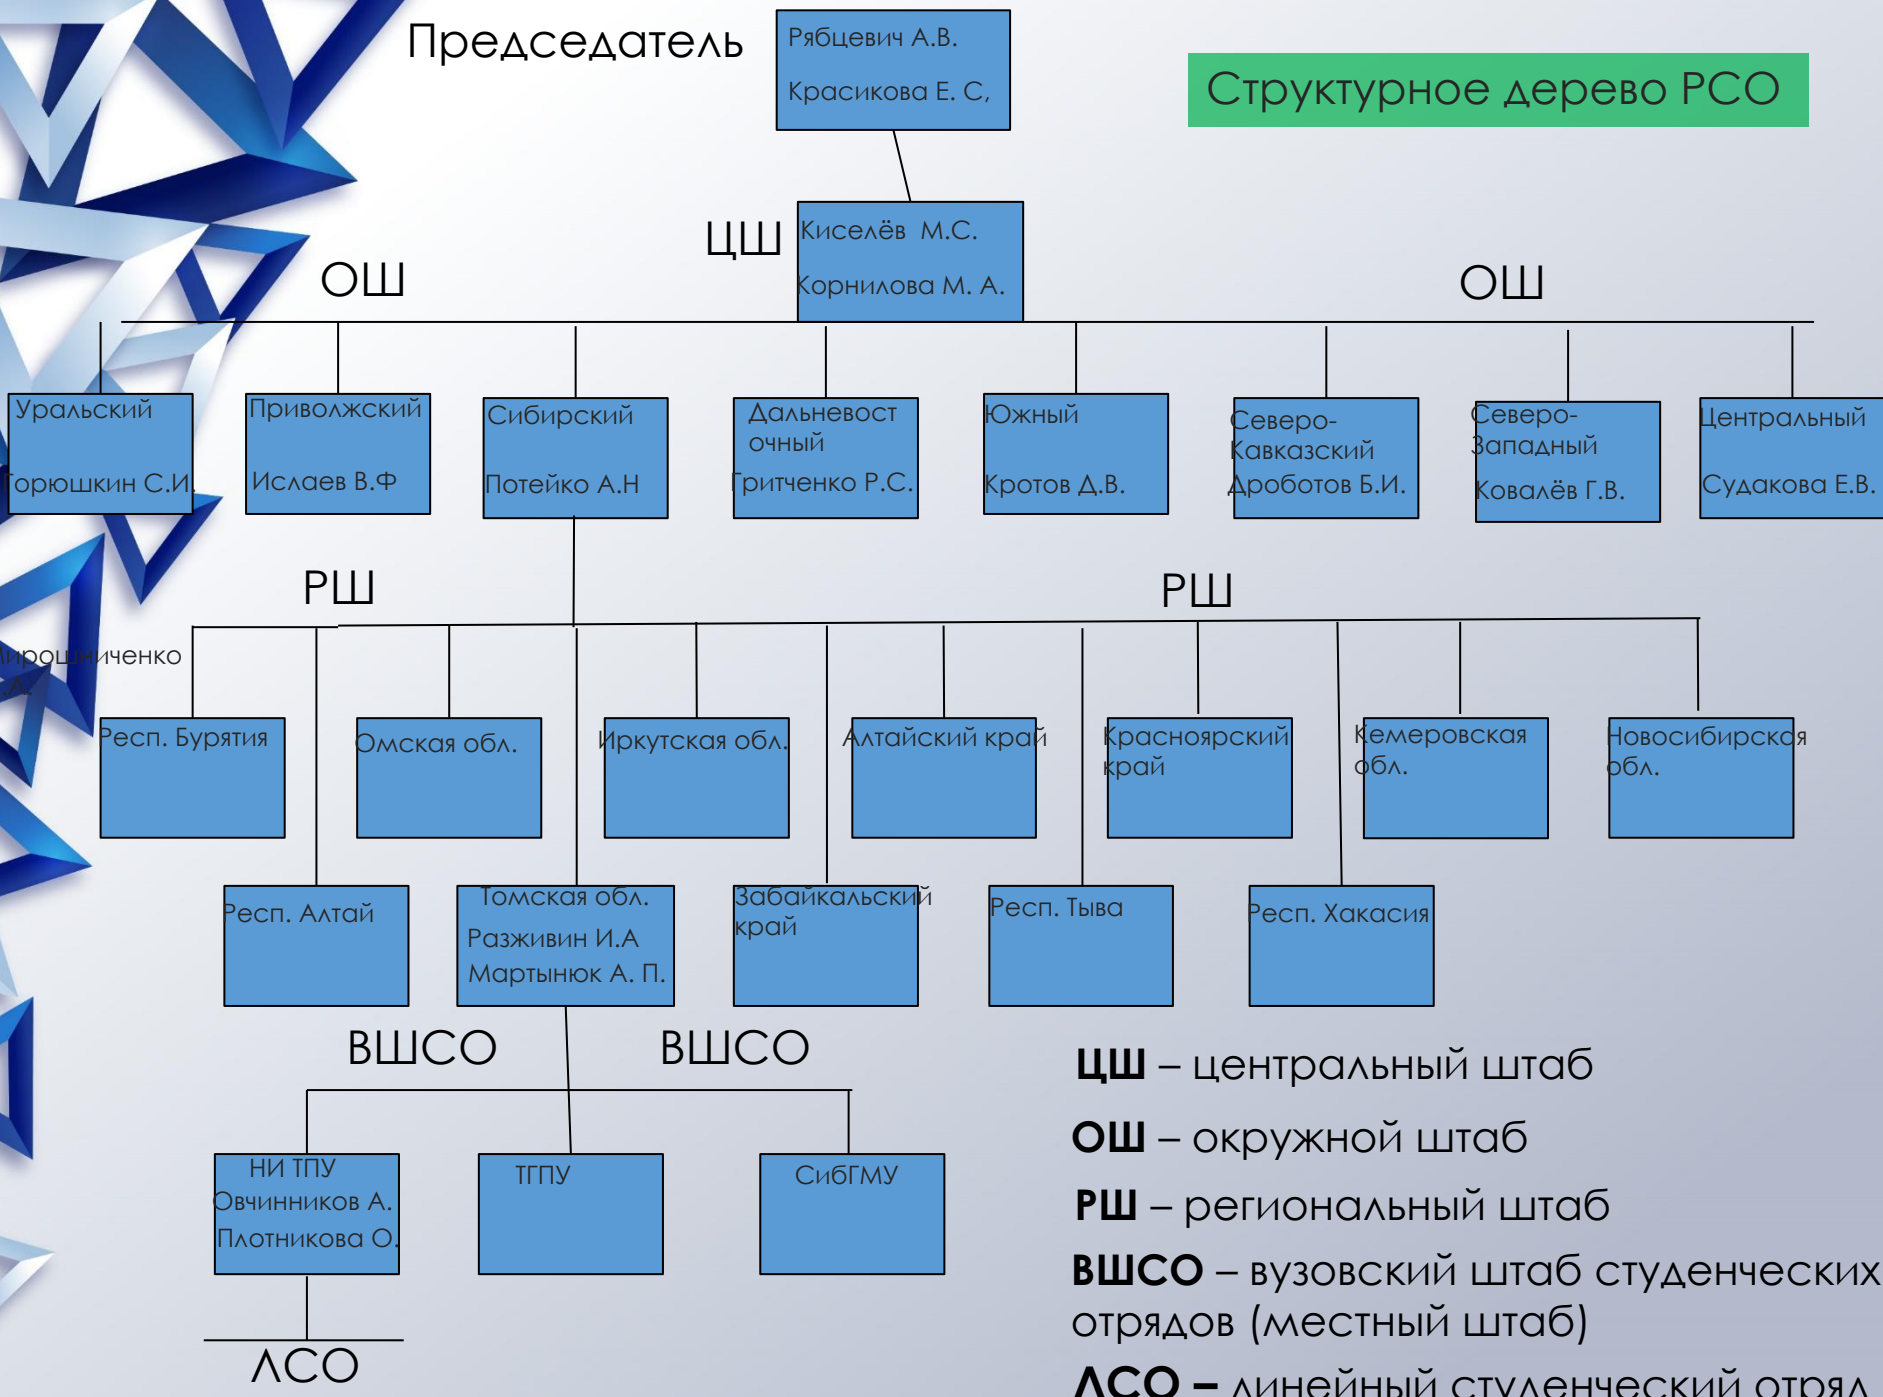 Председатель
Рябцевич А.В.
Красикова Е. С,
Структурное дерево РСО
ЦШ
Киселёв М.С.
Корнилова М. А.
ОШ
ОШ
Уральский
Горюшкин С.И.
Приволжский
Ислаев В.Ф
Сибирский
Потейко А.Н
Дальневост
очный
Гритченко Р.С.
Южный
Кротов Д.В.
Северо-
Кавказский
Дроботов Б.И.
Северо-
Западный
Ковалёв Г.В.
Центральный
Судакова Е.В.
РШ
РШ
Мирошниченко
Респ. Бурятия
Омская обл.
Иркутская обл.
Алтайский край
Красноярский
край
Кемеровская
обл.
Новосибирская
обл.
Респ. Алтай
Томская обл.
Разживин И.А
Мартынюк А. П.
Забайкальский
край
Респ. Тыва
Респ. Хакасия
ВШСО
ВШСО
НИ ТПУ
Овчинников А.
Плотникова О.
ТГПУ
СибГМУ
ЛСО
ЦШ – центральный штаб
ОШ – окружной штаб
РШ – региональный штаб
ВШСО – вузовский штаб студенческих
отрядов (местный штаб)
ЛСО – линейный студенческий отряд